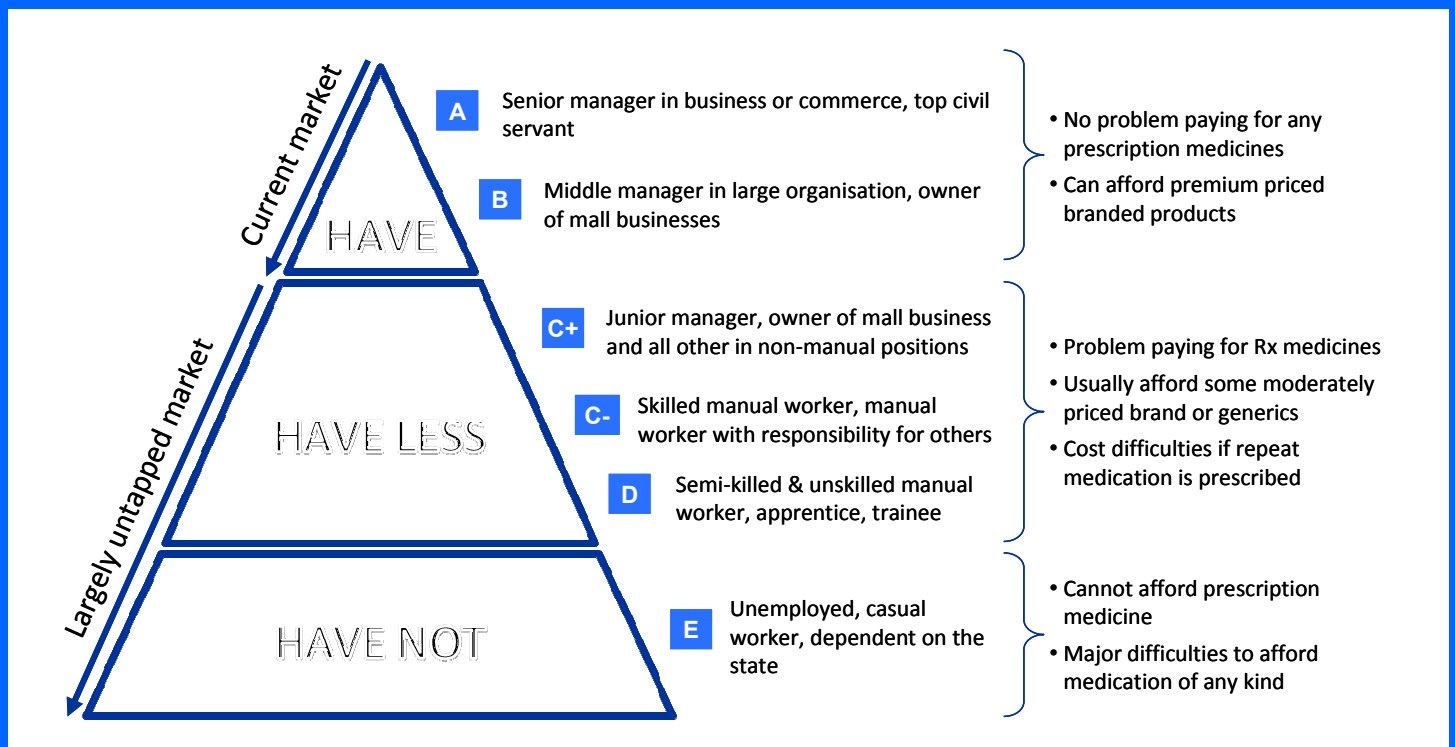 Current market
Largely untapped market
HAVE
HAVE LESS
HAVE NOT
A
Senior manager in business or commerce, top civil
servant
B
Middle manager in large organisation, owner
of mall businesses
C+
Junior manager, owner of mall business
and all other in non-manual positions
C-
Skilled manual worker, manual
worker with responsibility for others
D
Semi-killed & unskilled manual
worker, apprentice, trainee
E
Unemployed, casual
worker, dependent on the
state
• No problem paying for any
prescription medicines
• Can afford premium priced
branded products
• Problem paying for Rx medicines
• Usually afford some moderately
priced brand or generics
• Cost difficulties if repeat
medication is prescribed
• Cannot afford prescription
medicine
• Major difficulties to afford
medication of any kind